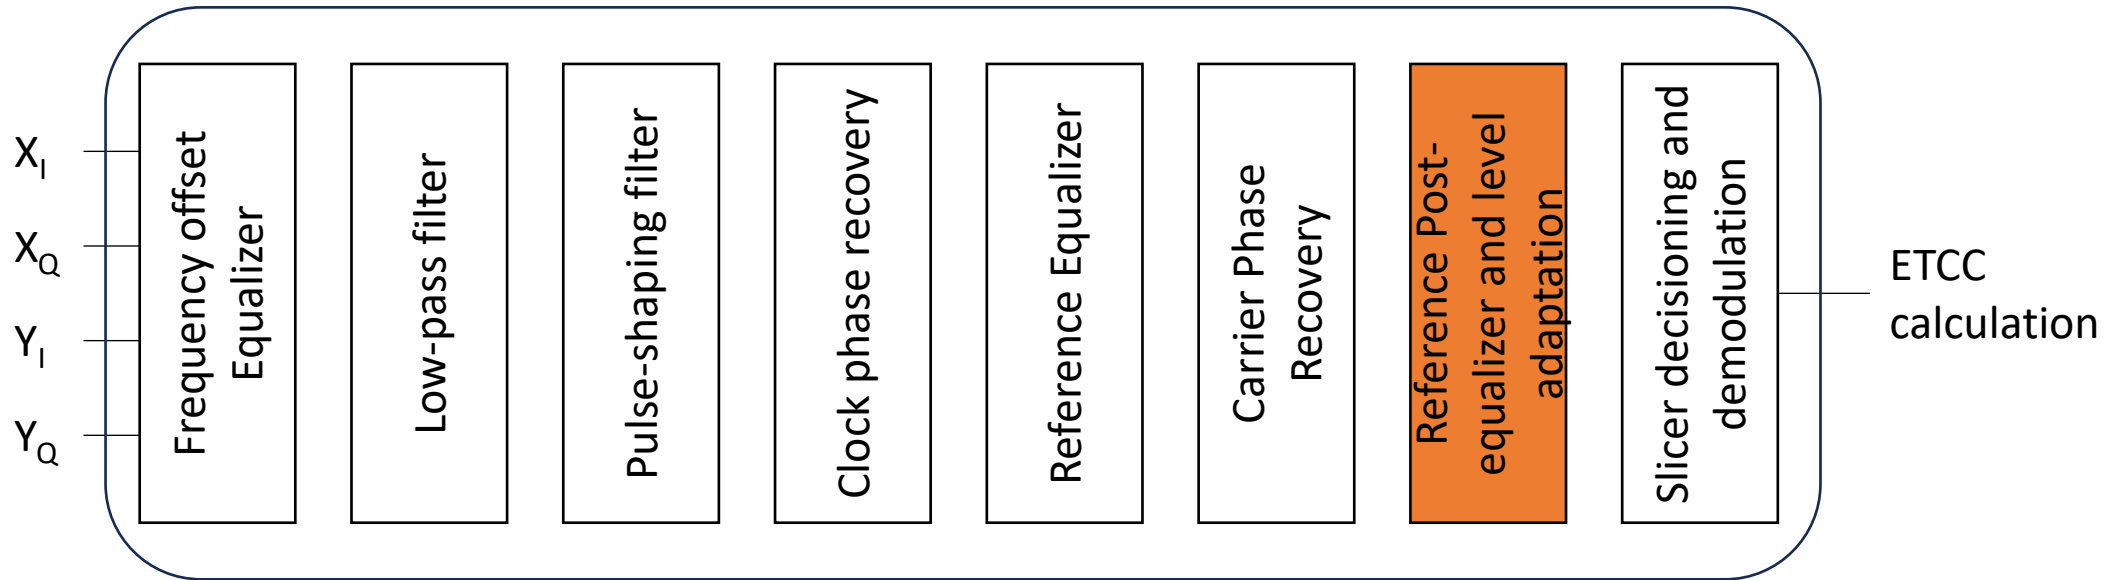 X_I
X_Q
Y_I
Y_Q
Frequency offset
Equalizer
Low-pass filter
Pulse-shaping filter
Clock phase recovery
Reference Equalizer
Carrier Phase
Recovery
Reference Post-
equalizer and level
adaptation
Slicer decisioning and
demodulation
ETCC
calculation